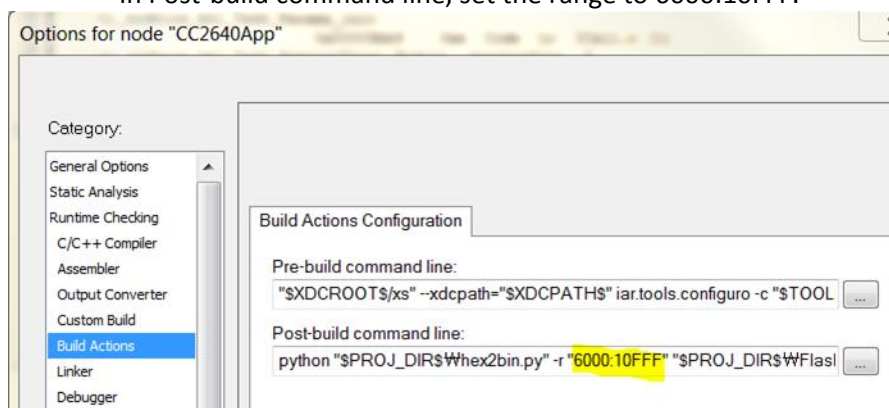 in Post-build command line, set the range to 6000:10FFF.
Options for node "CC2640App"
Category:
General Options
Static Analysis
Runtime Checking
C/C++ Compiler
Assembler
Output Converter
Custom Build
Build Actions
Linker
Debugger
Build Actions Configuration
Pre-build command line:
"$XDCROOT$/xs" --xdcpath="$XDCPATH$" iar.tools.configuro -c "$TOOL
...
Post-build command line:
python "$PROJ_DIR$₩hex2bin.py" -r "6000:10FFF" "$PROJ_DIR$₩Flasl
...